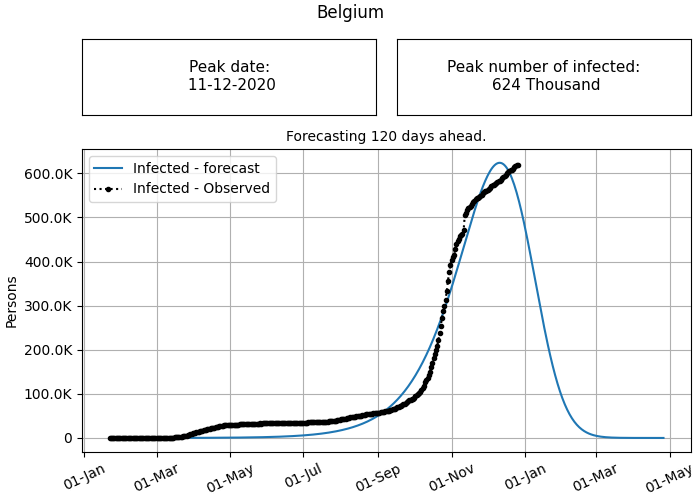 Belgium
Peak date:
11-12-2020
Peak number of infected:
624 Thousand
Forecasting 120 days ahead.
Infected - forecast
Infected - Observed
600.0K
500.0K
400.0K
300.0K
200.0K
100.0K
0
Persons
01-Jan
01-Mar
01-May
01-Jul
01-Sep
01-Nov
01-Jan
01-Mar
01-May